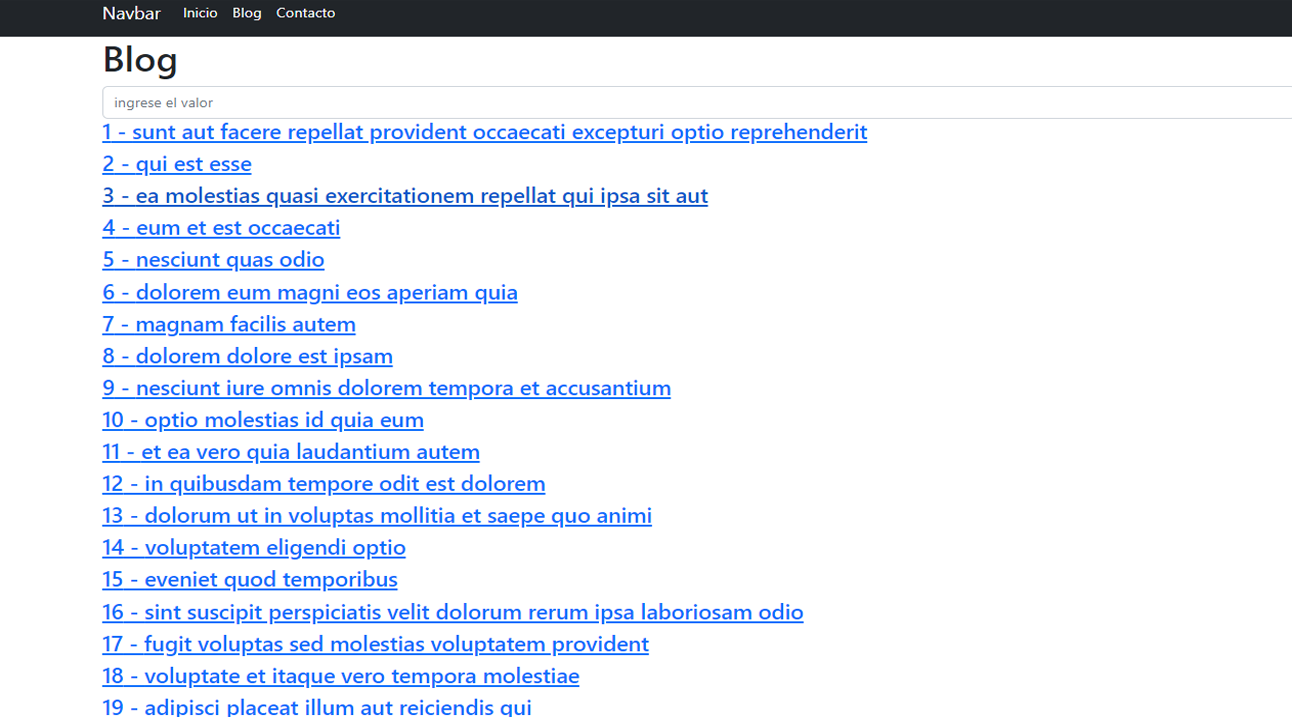 Navbar Inicio Blog Contacto
Blog
ingrese el valor
1 - sunt aut facere repellat provident occaecati excepturi optio reprehenderit
2 - qui est esse
3 - ea molestias quasi exercitationem repellat qui ipsa sit aut
4 - eum et est occaecati
5 - nesciunt quas odio
6 - dolorem eum magni eos aperiam quia
7 - magnam facilis autem
8 - dolorem dolore est ipsam
9 - nesciunt iure omnis dolorem tempora et accusantium
10 - optio molestias id quia eum
11 - et ea vero quia laudantium autem
12 - in quibusdam tempore odit est dolorem
13 - dolorum ut in voluptas mollitia et saepe quo animi
14 - voluptatem eligendi optio
15 - eveniet quod temporibus
16 - sint suscipit perspiciatis velit dolorum rerum ipsa laboriosam odio
17 - fugit voluptas sed molestias voluptatem provident
18 - voluptate et itaque vero tempora molestiae
19 - adipisci placeat illum aut reiciendis qui